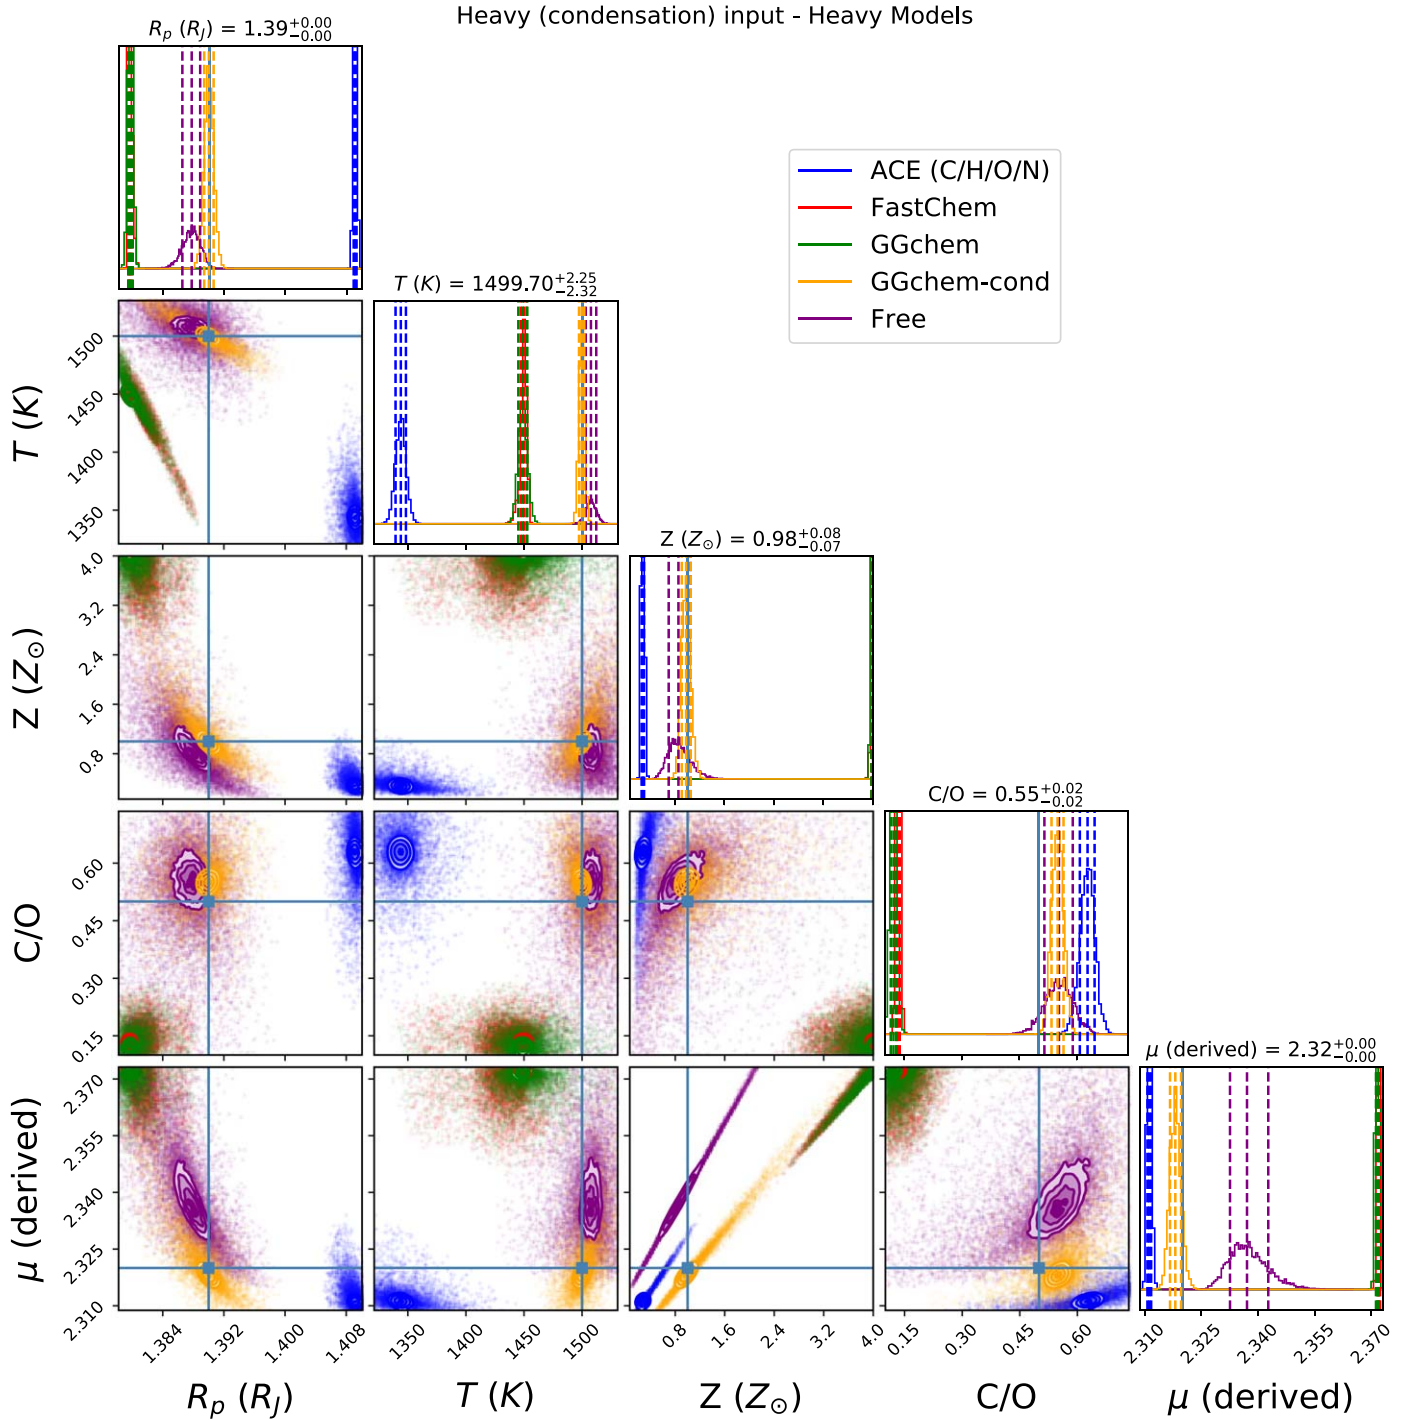 Heavy (condensation) input - Heavy Models
R_p (R_J) = 1.39^{+0.00}_{-0.00}
ACE (C/H/O/N)
FastChem
GGchem
GGchem-cond
Free
T (K) = 1499.70^{+2.25}_{-2.32}
T (K)
1500
1450
1400
1350
Z (Z_⊙) = 0.98^{+0.08}_{-0.07}
Z (Z_⊙)
4.0
3.2
2.4
1.6
0.8
C/O = 0.55^{+0.02}_{-0.02}
C/O
0.60
0.45
0.30
0.15
μ (derived) = 2.32^{+0.00}_{-0.00}
μ (derived)
2.370
2.355
2.340
2.325
2.310
1.384 1.392 1.400 1.408 1350 1400 1450 1500 0.8 1.6 2.4 3.2 4.0 0.15 0.30 0.45 0.60 2.310 2.325 2.340 2.355 2.370
R_p (R_J) T (K) Z (Z_⊙) C/O μ (derived)